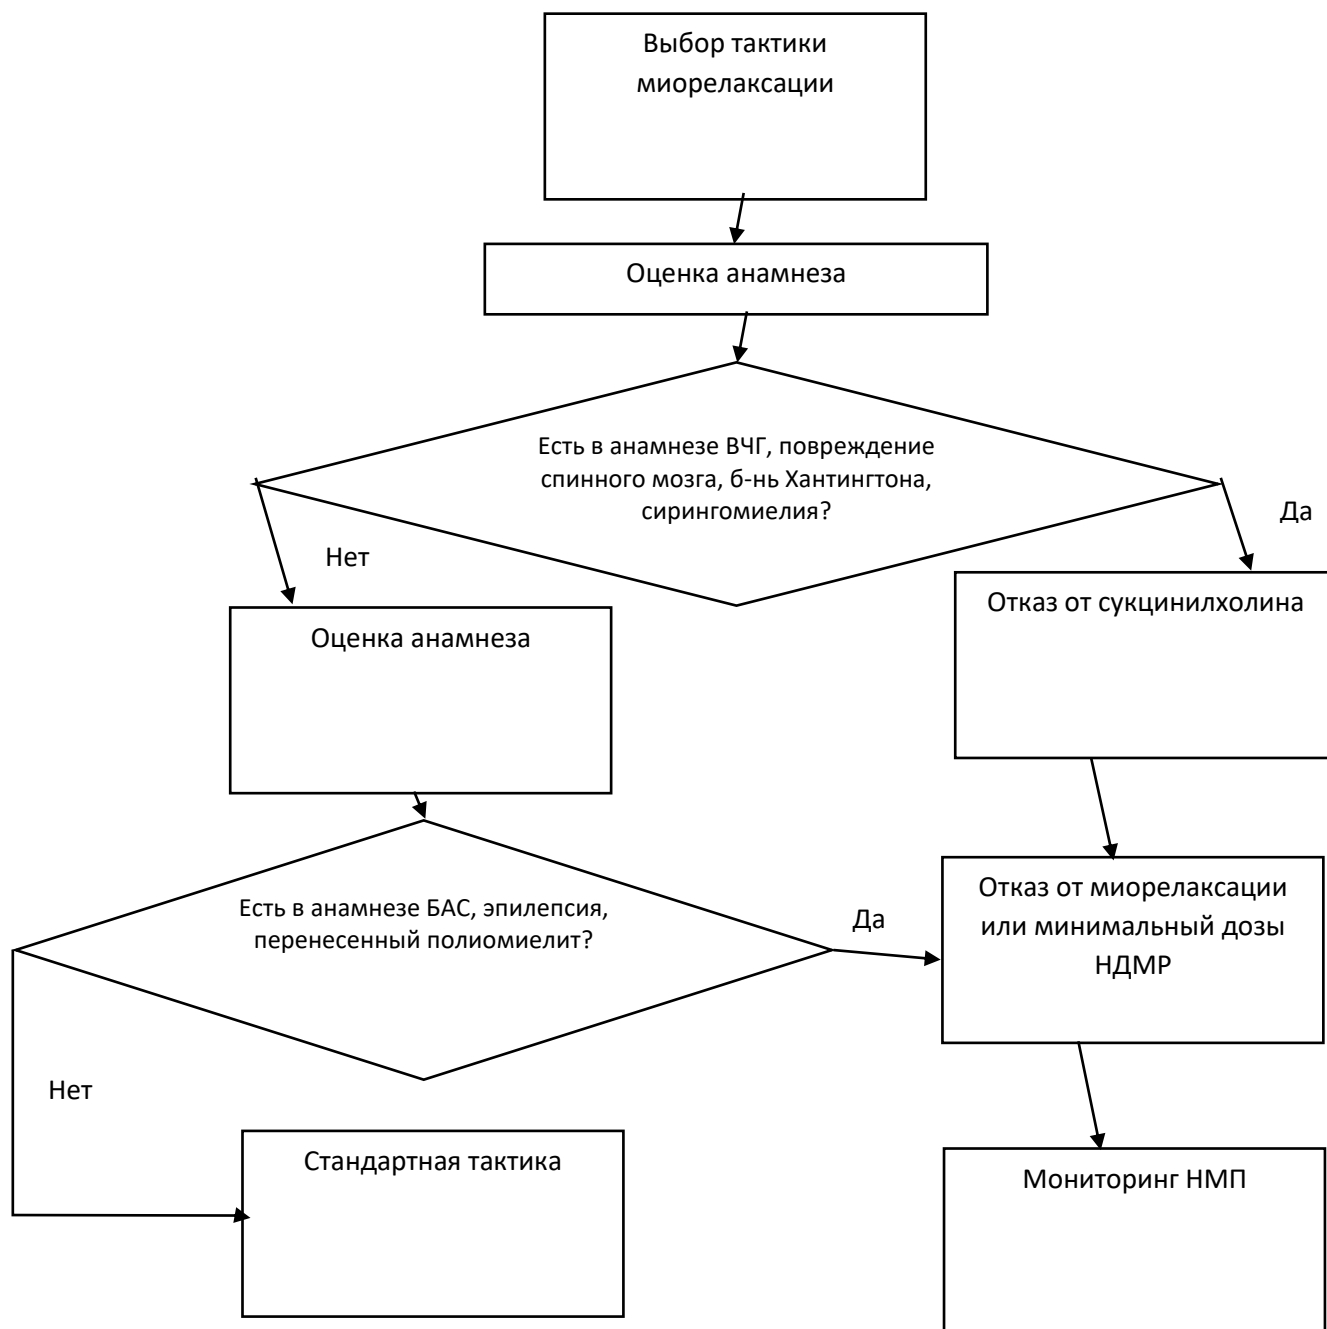 Выбор тактики
миорелаксации
Оценка анамнеза
Есть в анамнезе ВЧГ, повреждение
спинного мозга, б-нь Хантингтона,
сирингомиелия?
Да
Нет
Отказ от сукцинилхолина
Оценка анамнеза
Есть в анамнезе БАС, эпилепсия,
перенесенный полиомиелит?
Да
Отказ от миорелаксации
или минимальный дозы
НДМР
Нет
Стандартная тактика
Мониторинг НМП